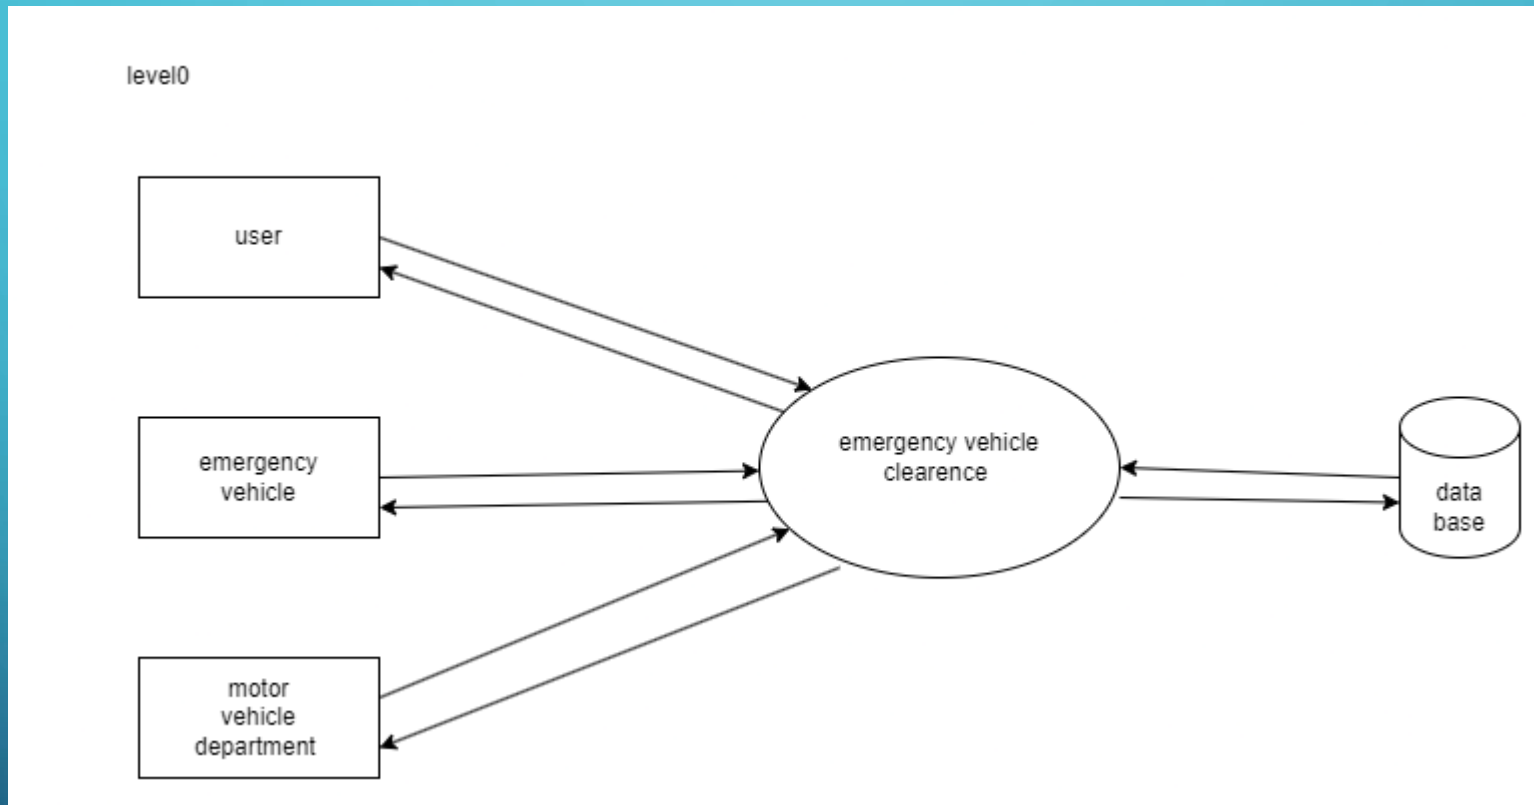 level0
user
emergency
vehicle
emergency vehicle
clearence
data
base
motor
vehicle
department